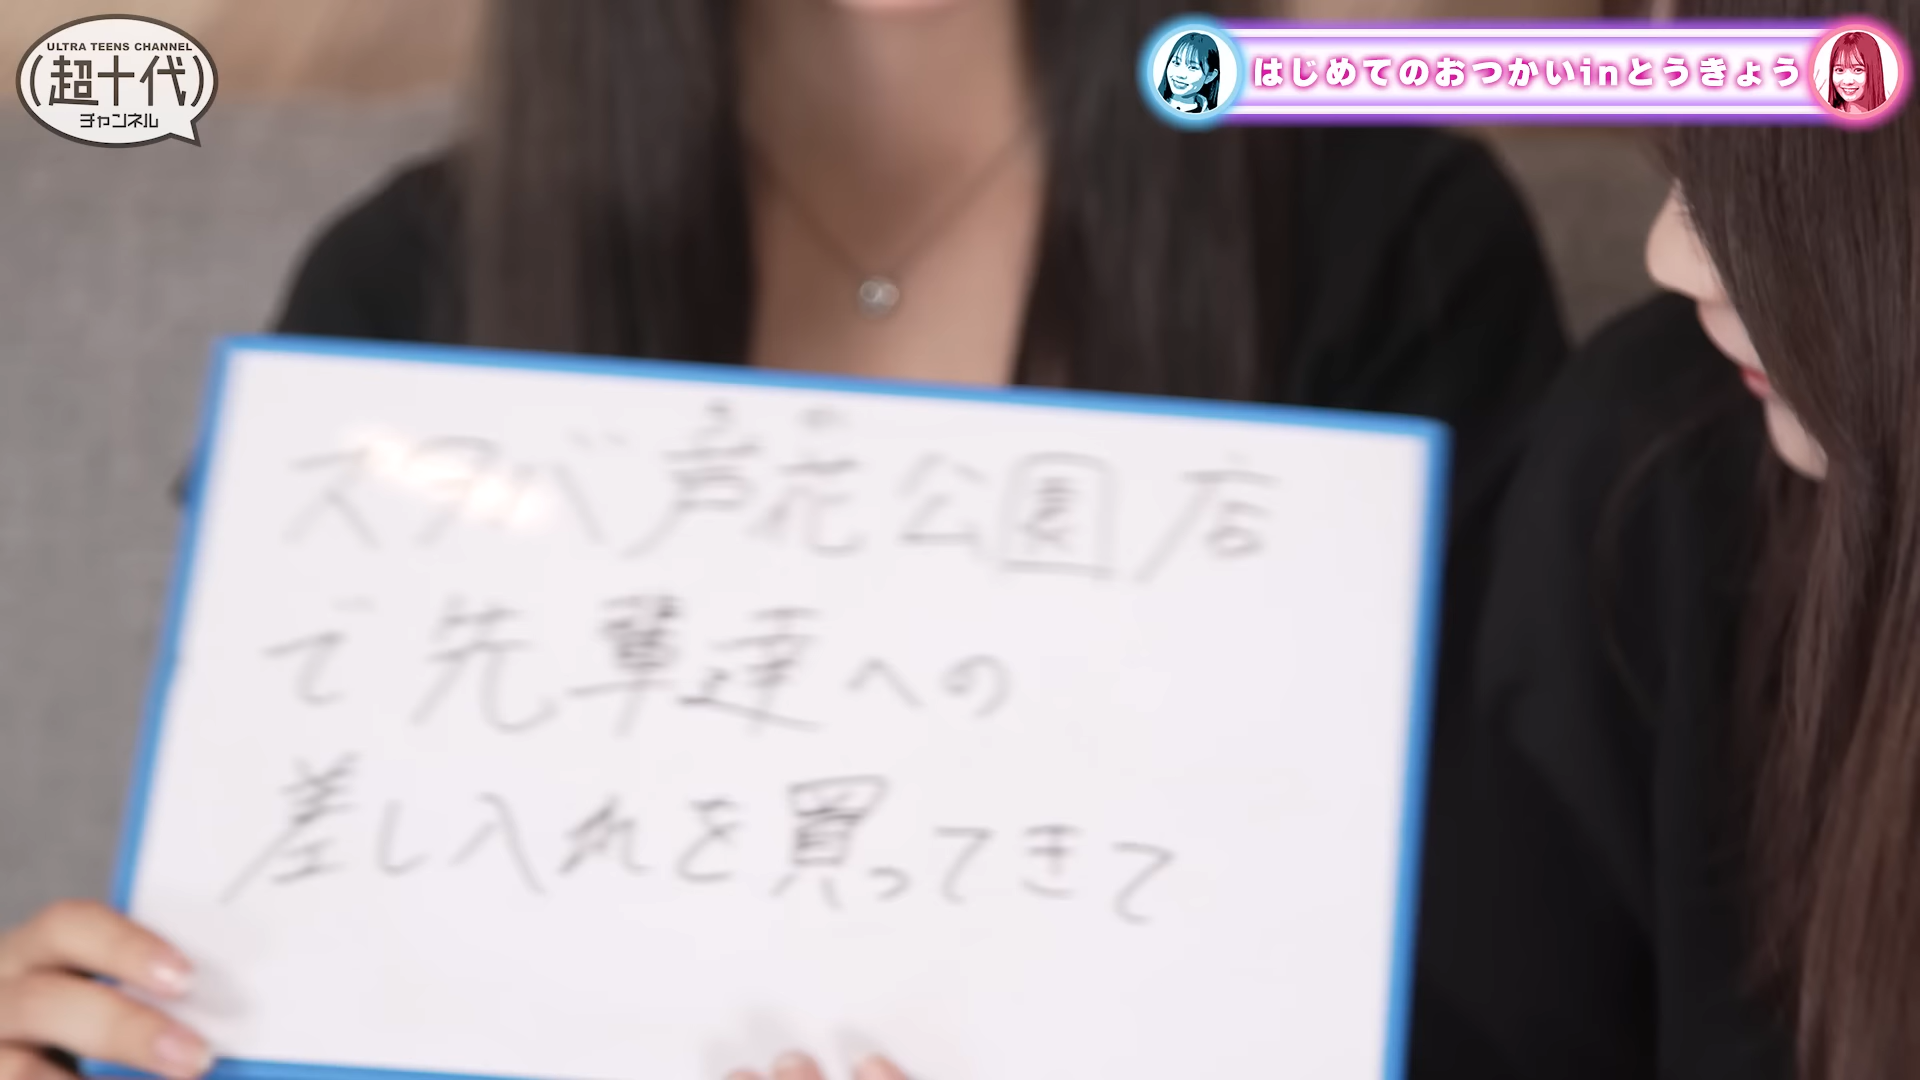 ULTRA TEENS CHANNEL
(超十代)
チャンネル
はじめてのおつかいinとうきょう
スタバ芦花公園店
で先輩達への
差し入れを買ってきて